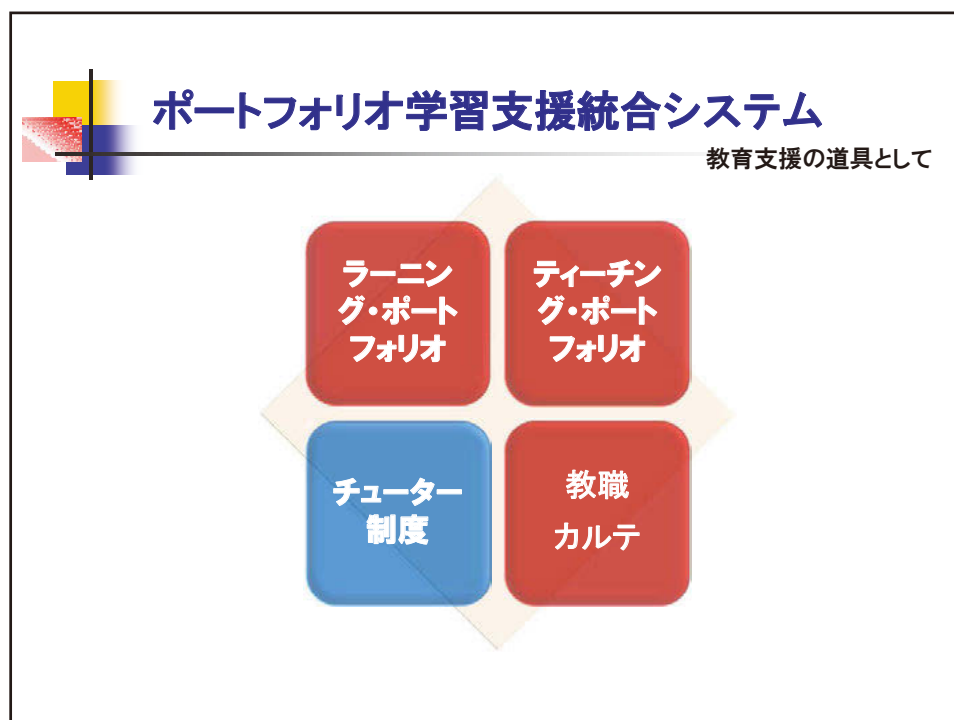 ポートフォリオ学習支援統合システム
教育支援の道具として
ラーニン
グ・ポート
フォリオ
ティーチン
グ・ポート
フォリオ
チューター
制度
教職
カルテ